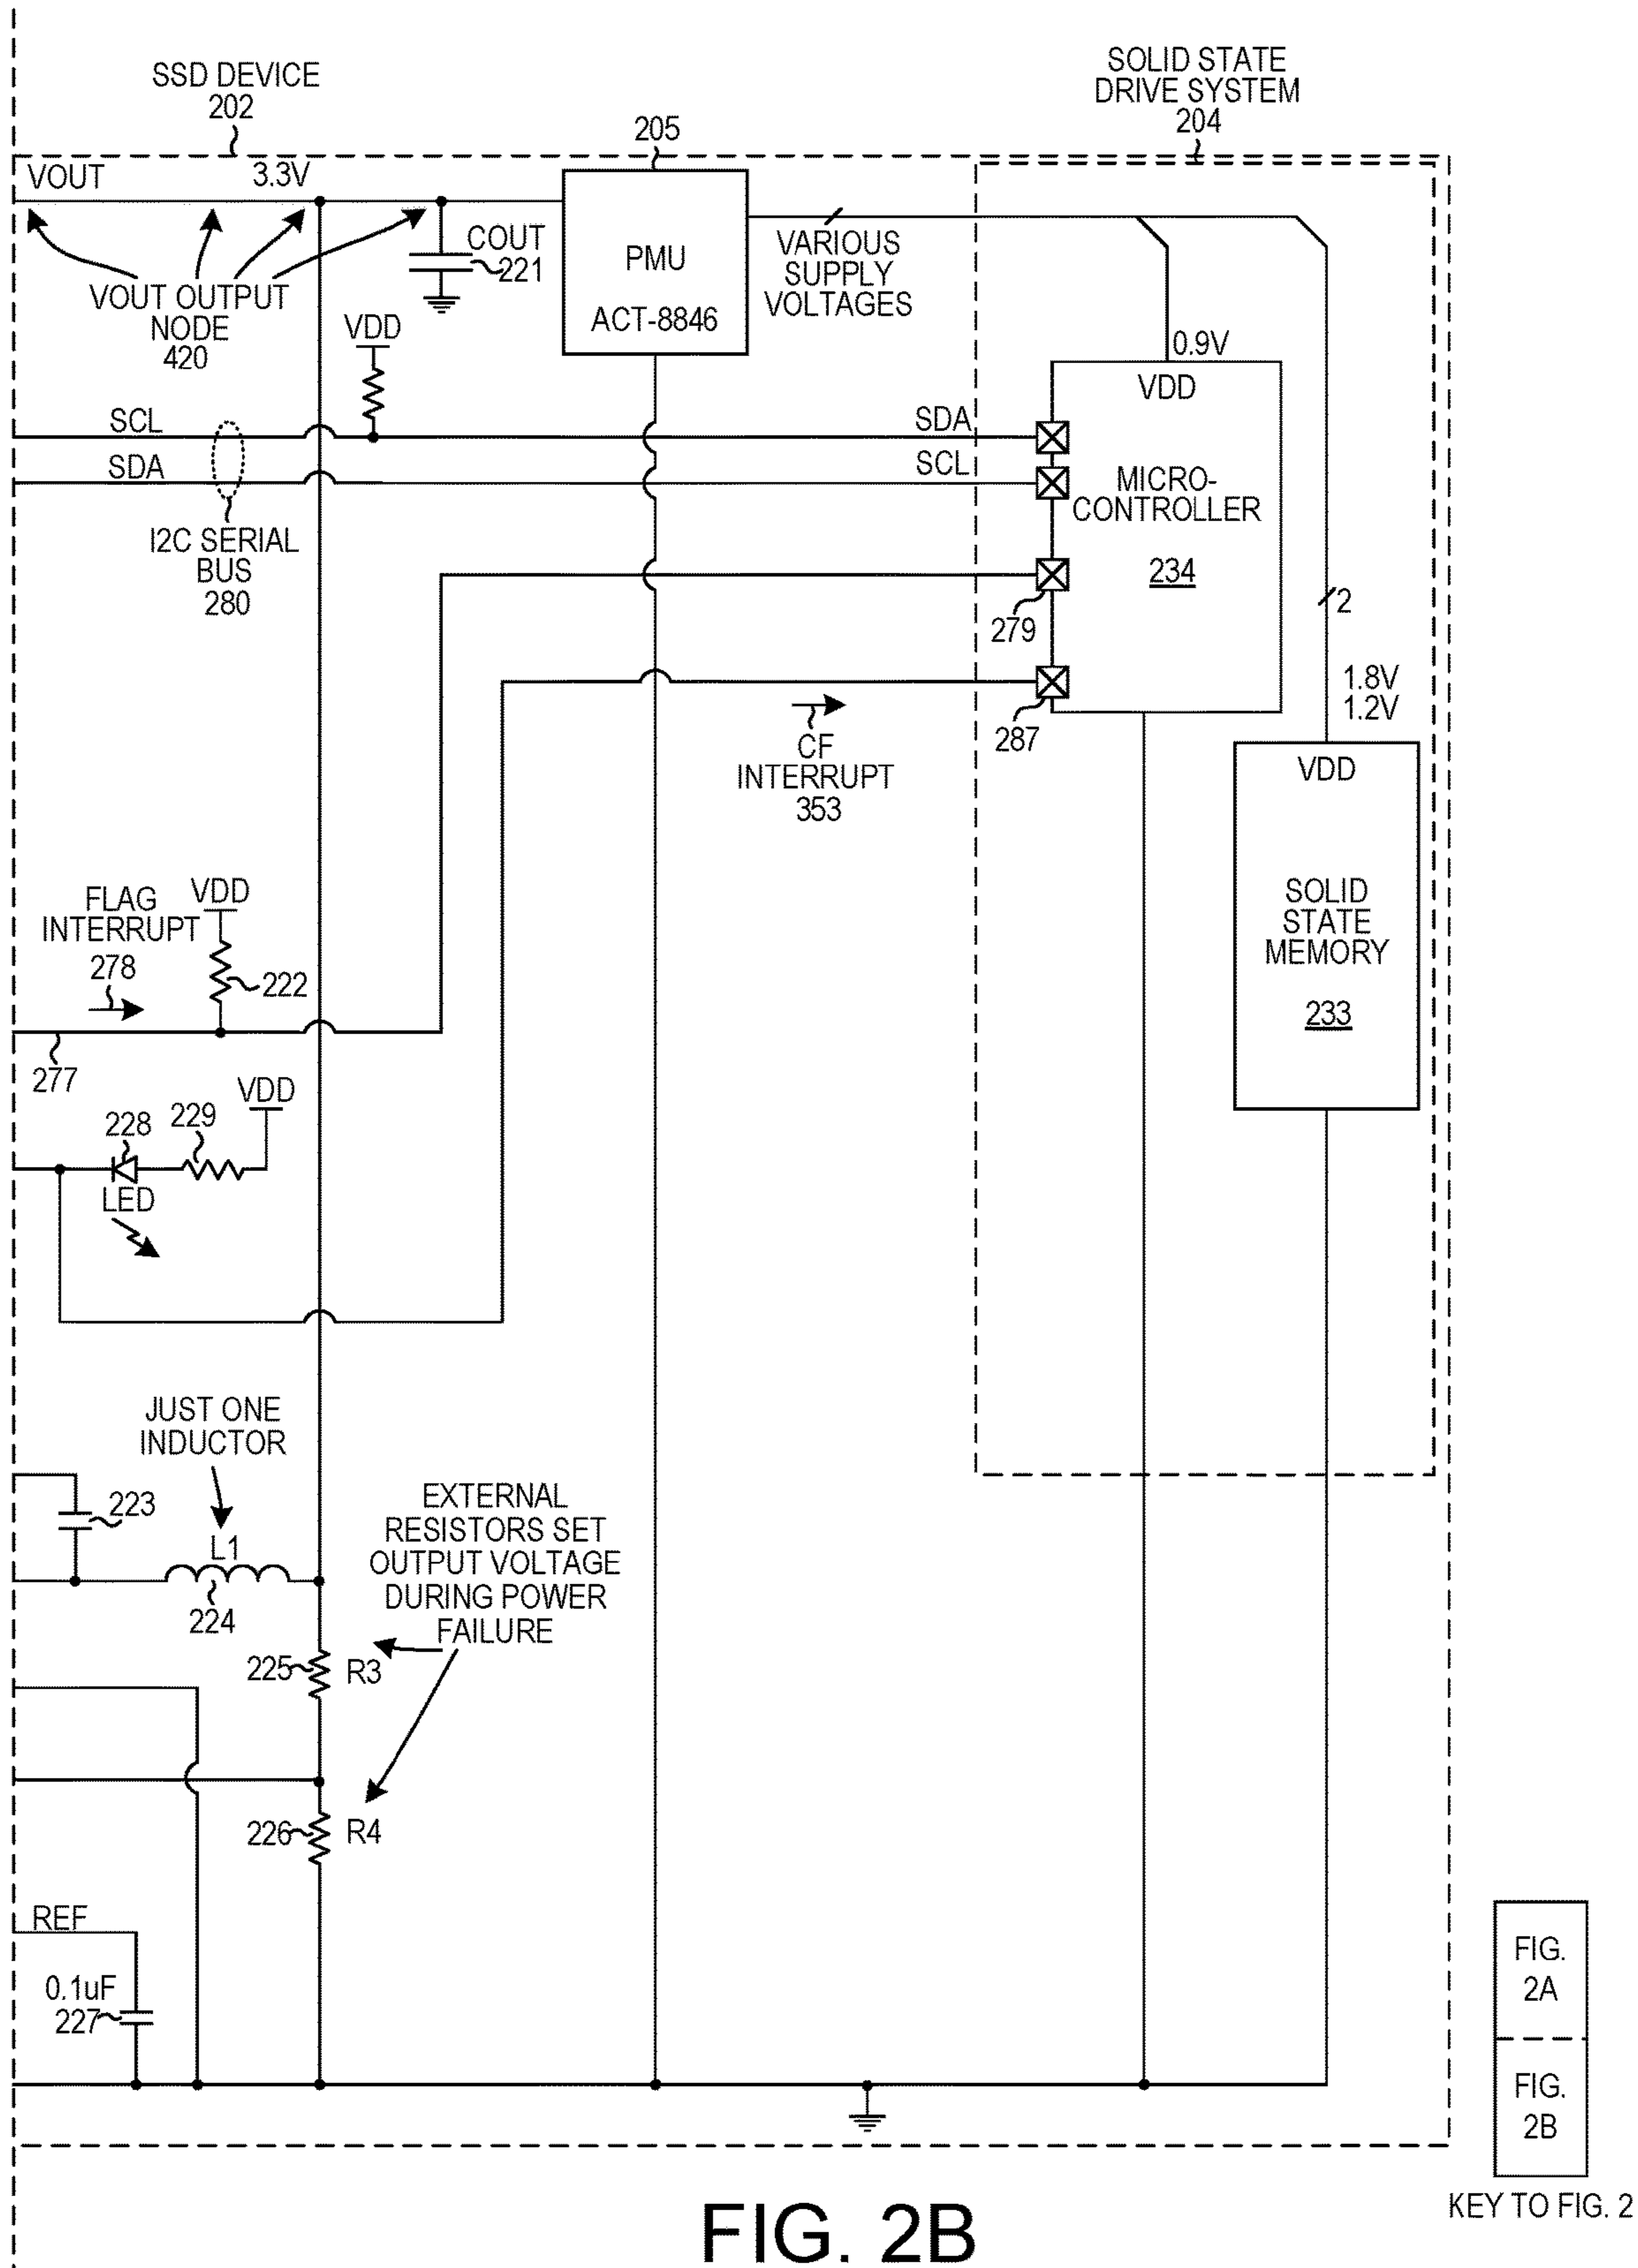 SOLID STATE
DRIVE SYSTEM
204
SSD DEVICE
202
205
VOUT
3.3V
COUT
221
PMU
ACT-8846
VARIOUS
SUPPLY
VOLTAGES
VOUT OUTPUT
NODE
420
VDD
0.9V
VDD
SCL
SDA
SDA
SCL
MICRO-
CONTROLLER
234
I2C SERIAL
BUS
280
279
2
287
1.8V
1.2V
CF
INTERRUPT
353
VDD
SOLID
STATE
MEMORY
233
FLAG
INTERRUPT
278
VDD
222
277
VDD
228
229
LED
JUST ONE
INDUCTOR
223
L1
224
EXTERNAL
RESISTORS SET
OUTPUT VOLTAGE
DURING POWER
FAILURE
225
R3
226
R4
REF
0.1uF
227
FIG.
2A
FIG.
2B
KEY TO FIG. 2
FIG. 2B